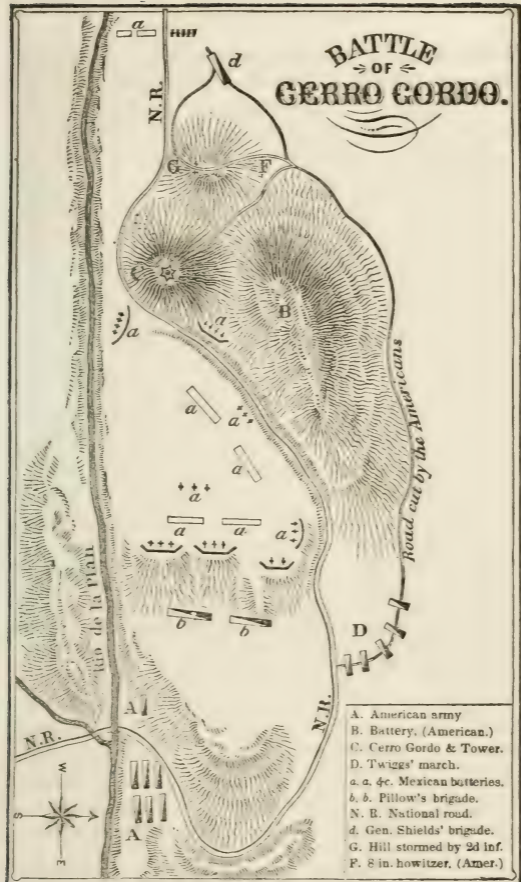 BATTLE
OF
CERRO GORDO.
a
N.R.
d
G
F
C
B
a
a
a
a
a
a
a
a
a
b
b
Road cut by the Americans
Rio de la Plan
D
N.R.
A
N.R.
A
W
S
E
A. American army
B. Battery. (American.)
C. Cerro Gordo & Tower.
D. Twiggs' march.
a. a. &c. Mexican batteries.
b. b. Pillow's brigade.
N. R. National road.
d. Gen. Shields' brigade.
G. Hill stormed by 2d Inf.
F. 8 in. howitzer. (Amer.)